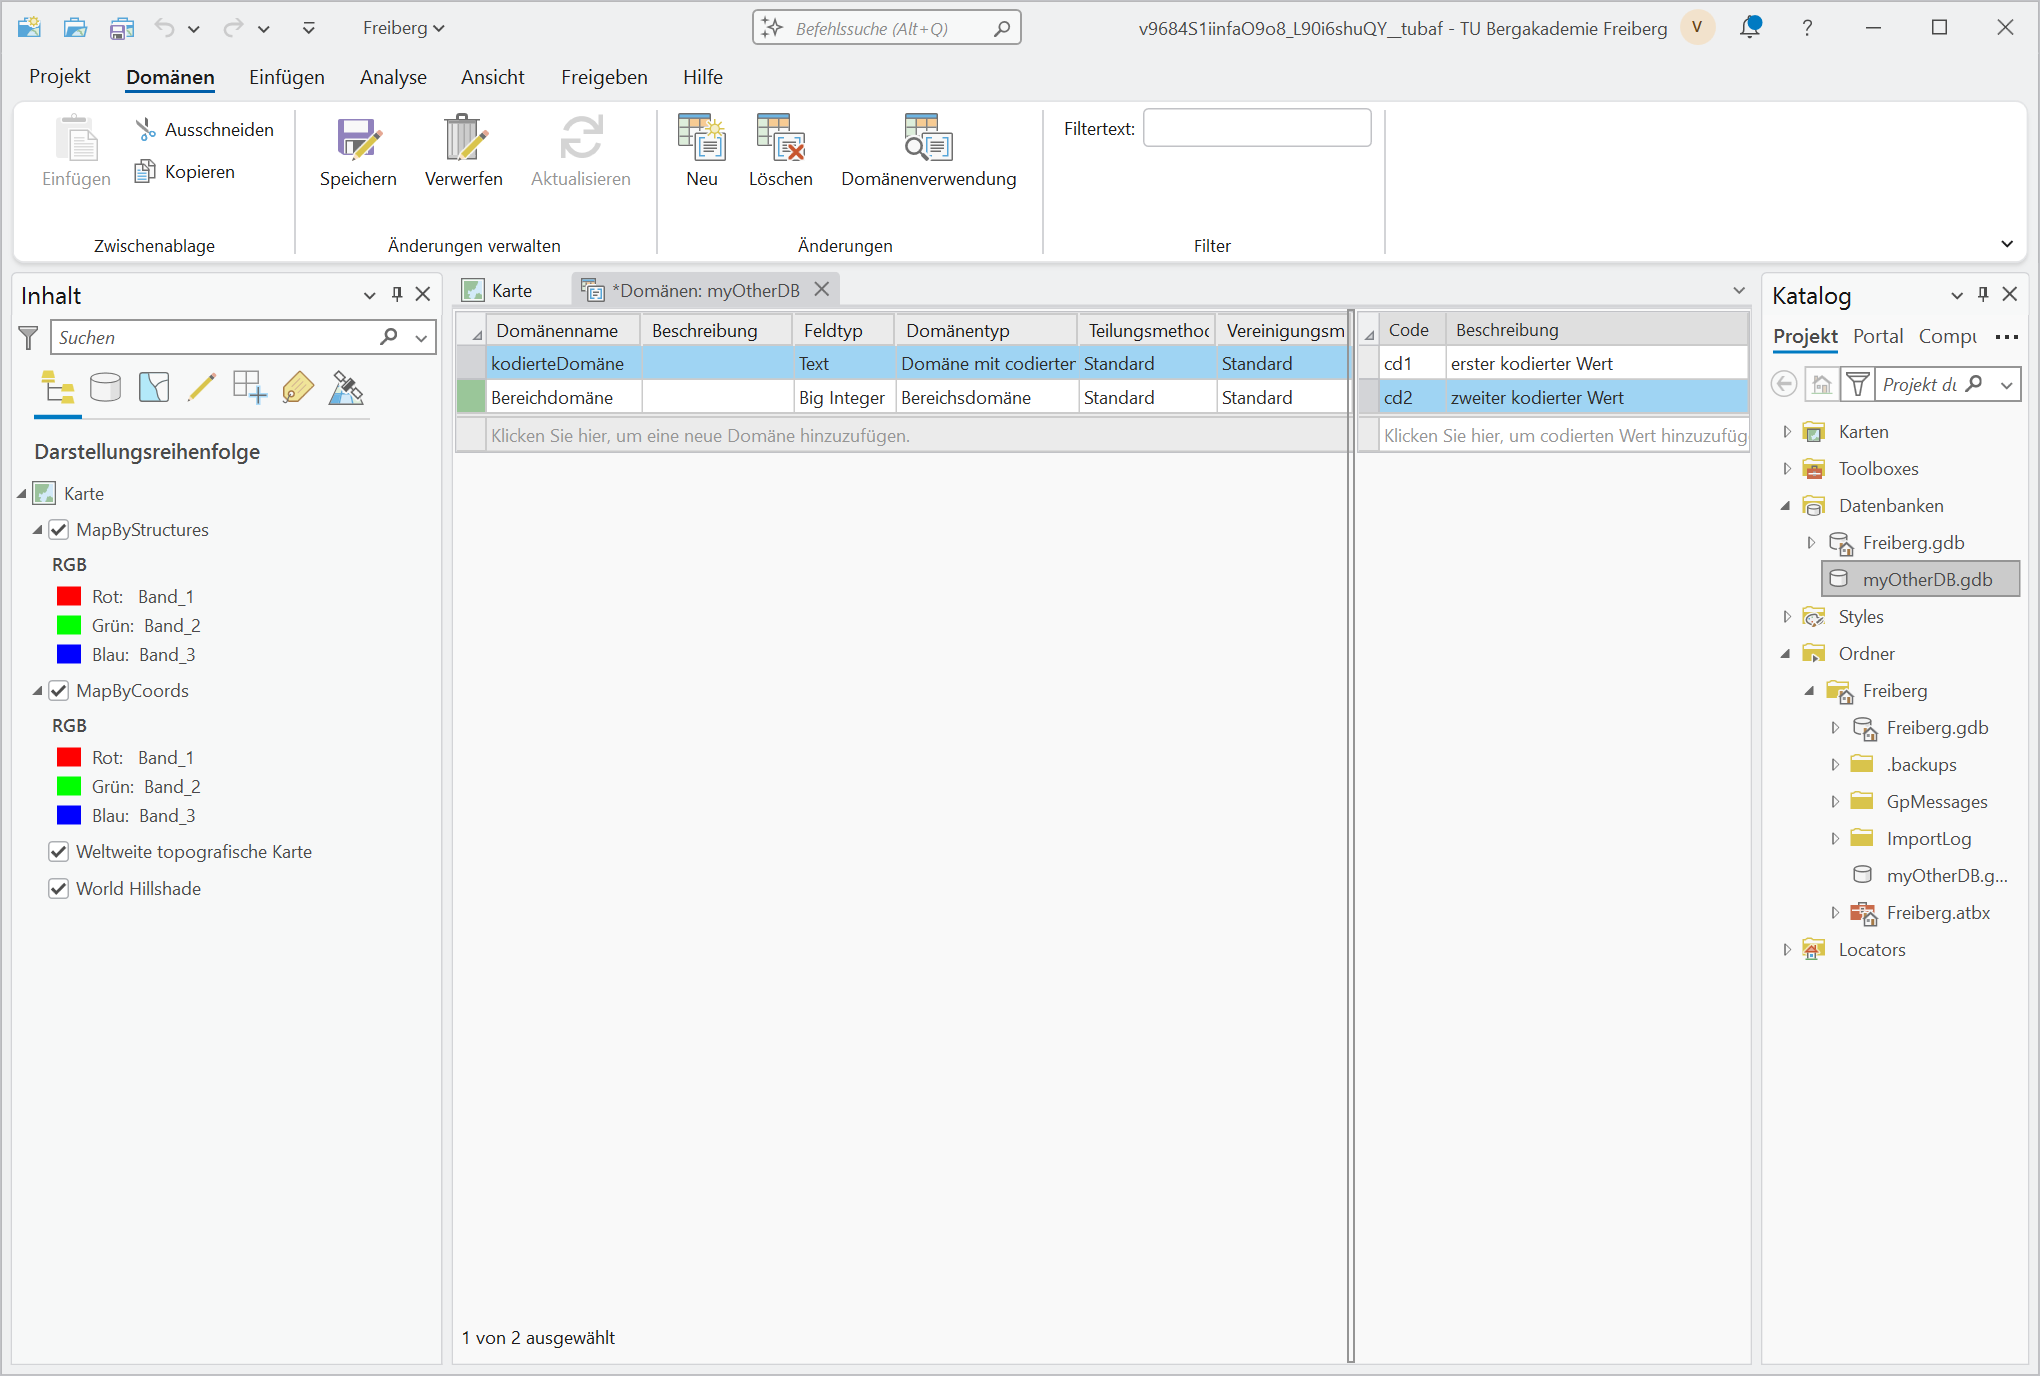 Freiberg
Befehlssuche (Alt+Q)
v9684S1iinfaO9o8_L90i6shuQY__tubaf - TU Bergakademie Freiberg
V
?
Projekt
Domänen
Einfügen
Analyse
Ansicht
Freigeben
Hilfe
Einfügen
Ausschneiden
Kopieren
Zwischenablage
Speichern
Verwerfen
Aktualisieren
Änderungen verwalten
Neu
Löschen
Domänenverwendung
Änderungen
Filtertext:
Filter
Inhalt
Suchen
Darstellungsreihenfolge
Karte
MapByStructures
RGB
Rot: Band_1
Grün: Band_2
Blau: Band_3
MapByCoords
RGB
Rot: Band_1
Grün: Band_2
Blau: Band_3
Weltweite topografische Karte
World Hillshade
Karte
*Domänen: myOtherDB
Domänenname Beschreibung Feldtyp Domänentyp Teilungsmethod Vereinigungsm
kodierteDomäne Text Domäne mit codierter Standard Standard
Bereichdomäne Big Integer Bereichsdomäne Standard Standard
Klicken Sie hier, um eine neue Domäne hinzuzufügen.
Code Beschreibung
cd1 erster kodierter Wert
cd2 zweiter kodierter Wert
Klicken Sie hier, um codierten Wert hinzuzufüg
1 von 2 ausgewählt
Katalog
Projekt Portal Compu ...
Projekt du
Karten
Toolboxes
Datenbanken
Freiberg.gdb
myOtherDB.gdb
Styles
Ordner
Freiberg
Freiberg.gdb
.backups
GpMessages
ImportLog
myOtherDB.g...
Freiberg.atbx
Locators